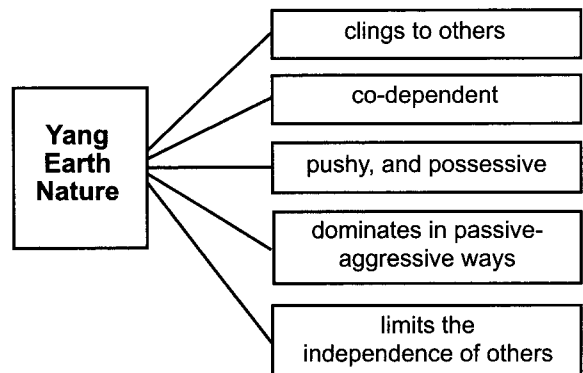 Yang
Earth
Nature
clings to others
co-dependent
pushy, and possessive
dominates in passive-
aggressive ways
limits the
independence of others